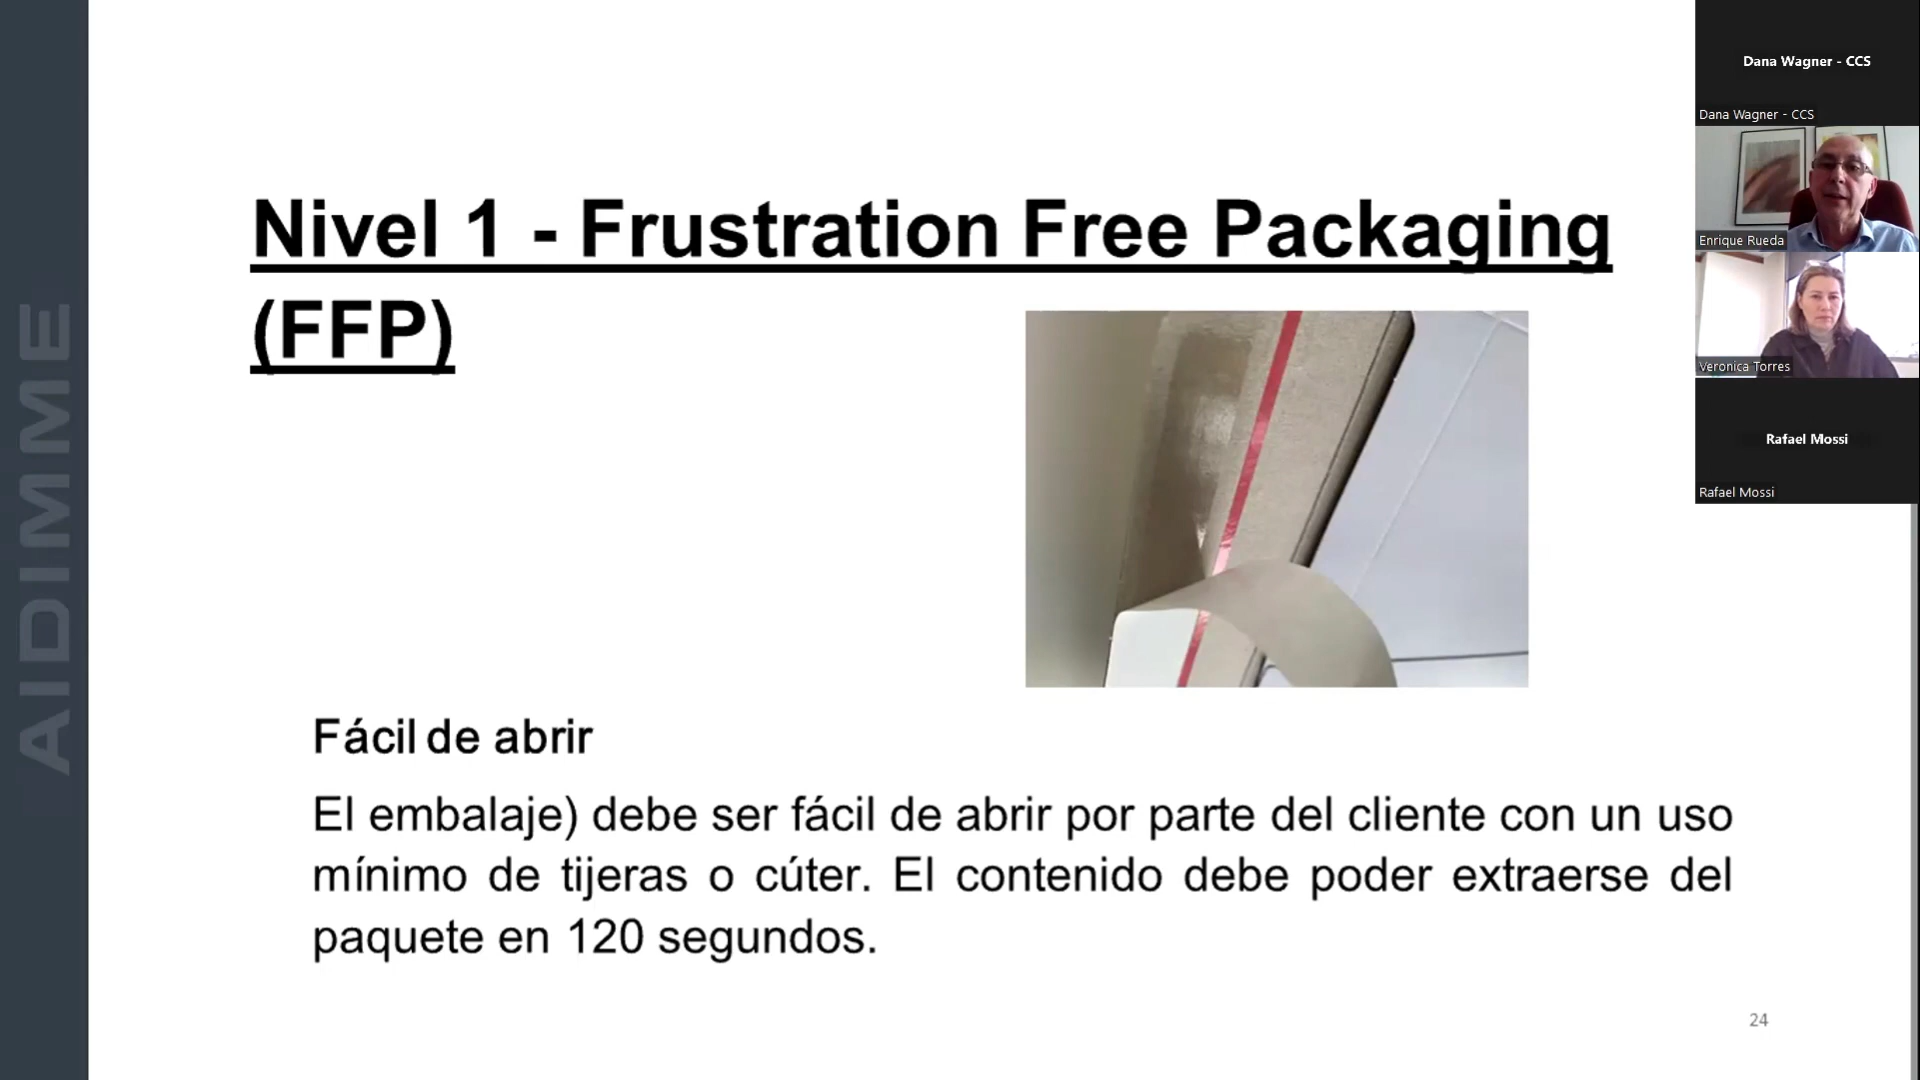 AIDIMME
Nivel 1 - Frustration Free Packaging
(FFP)
Fácil de abrir
El embalaje) debe ser fácil de abrir por parte del cliente con un uso
mínimo de tijeras o cúter. El contenido debe poder extraerse del
paquete en 120 segundos.
24
Dana Wagner - CCS
Dana Wagner - CCS
Enrique Rueda
Veronica Torres
Rafael Mossi
Rafael Mossi